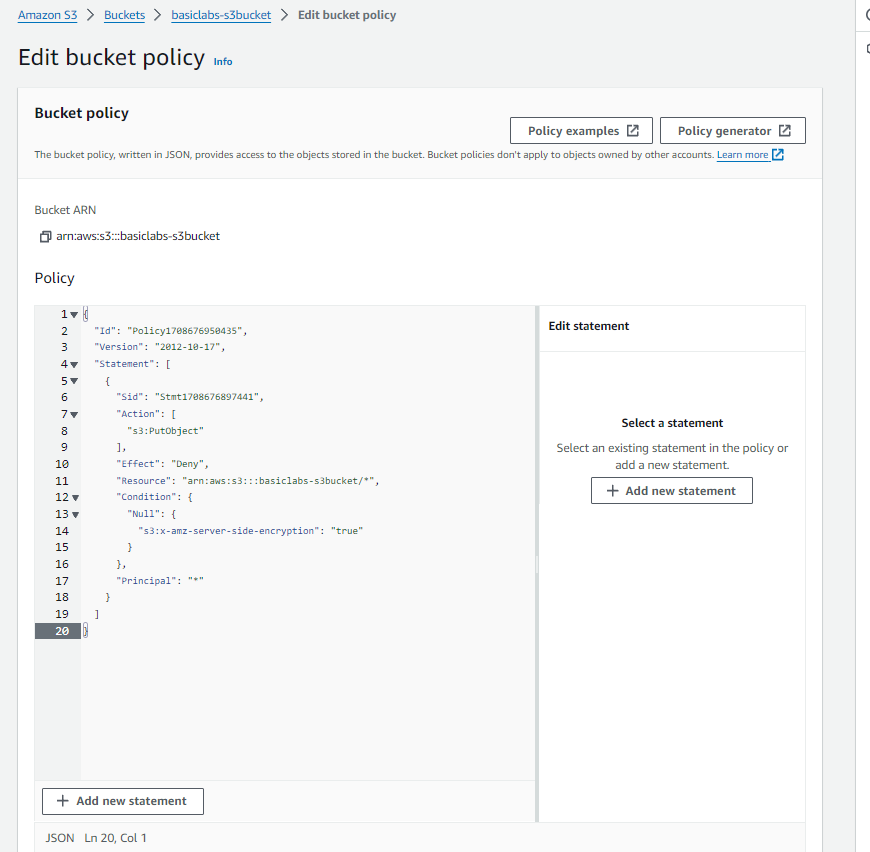 Amazon S3 > Buckets > basiclabs-s3bucket > Edit bucket policy
Edit bucket policy Info
Bucket policy
Policy examples
Policy generator
The bucket policy, written in JSON, provides access to the objects stored in the bucket. Bucket policies don't apply to objects owned by other accounts. Learn more
Bucket ARN
arn:aws:s3:::basiclabs-s3bucket
Policy
1 {
2 "Id": "Policy1708676950435",
3 "Version": "2012-10-17",
4 "Statement": [
5 {
6 "Sid": "Stmt1708676897441",
7 "Action": [
8 "s3:PutObject"
9 ],
10 "Effect": "Deny",
11 "Resource": "arn:aws:s3:::basiclabs-s3bucket/*",
12 "Condition": {
13 "Null": {
14 "s3:x-amz-server-side-encryption": "true"
15 }
16 },
17 "Principal": "*"
18 }
19 ]
20 }
+ Add new statement
JSON Ln 20, Col 1
Edit statement
Select a statement
Select an existing statement in the policy or
add a new statement.
+ Add new statement